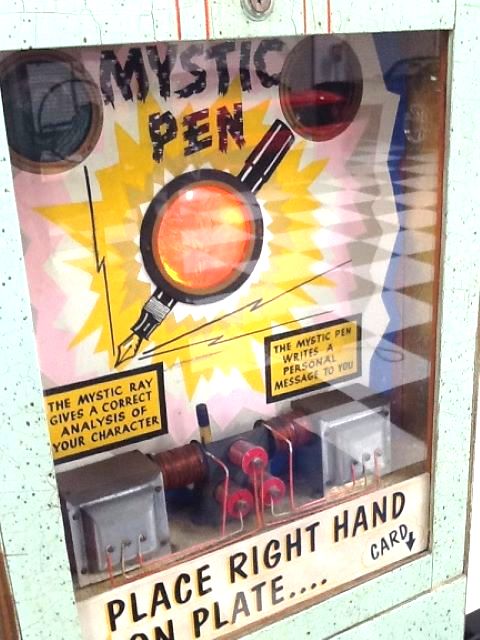 MYSTIC
PEN
THE MYSTIC RAY
GIVES A CORRECT
ANALYSIS OF
YOUR CHARACTER
THE MYSTIC PEN
WRITES A
PERSONAL
MESSAGE TO YOU
PLACE RIGHT HAND
ON PLATE....
CARD